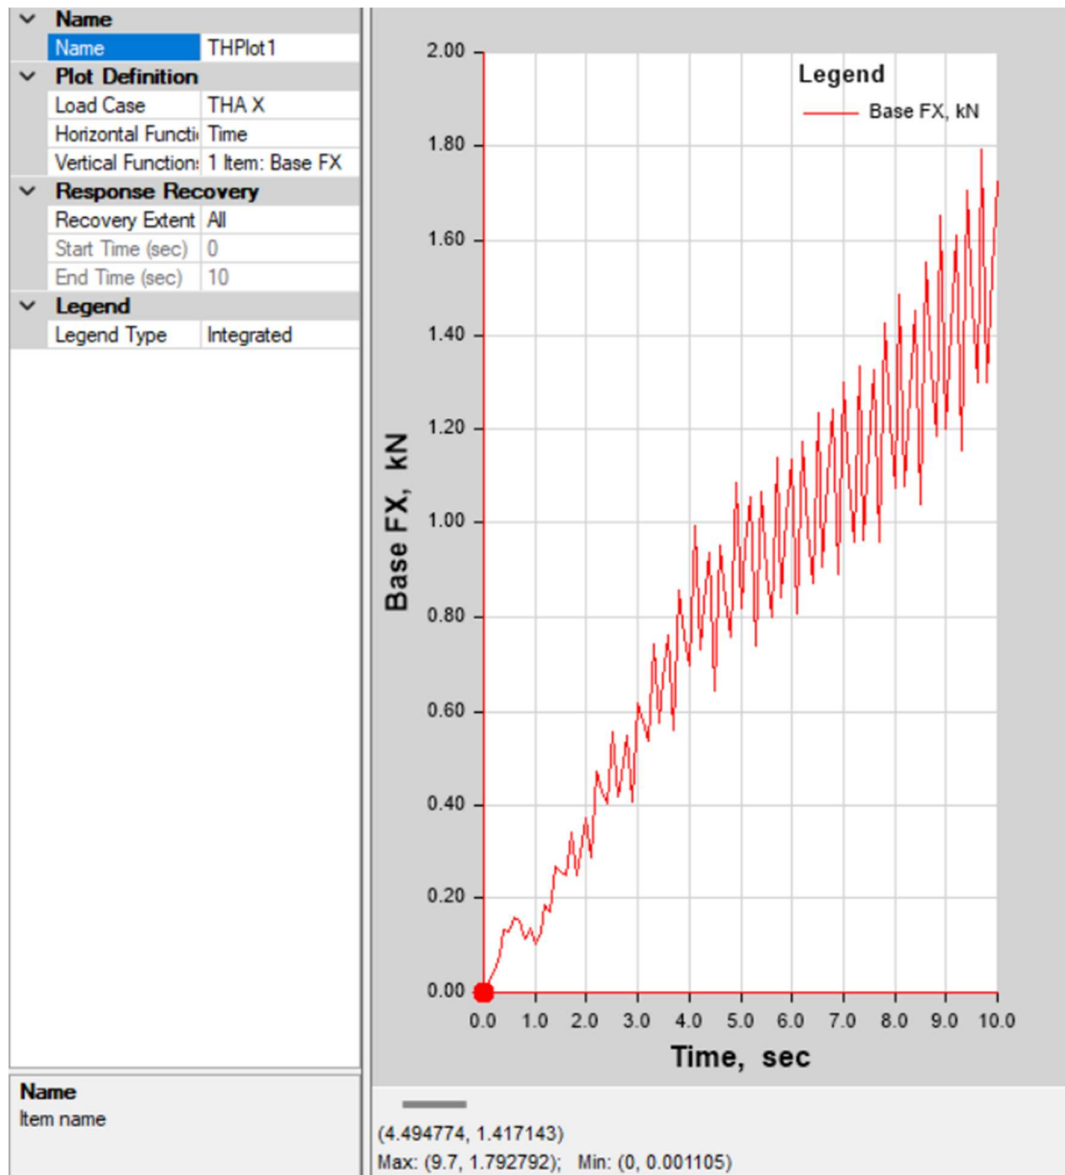 Name
Name THPlot1
Plot Definition
Load Case THA X
Horizontal Functi Time
Vertical Function: 1 Item: Base FX
Response Recovery
Recovery Extent All
Start Time (sec) 0
End Time (sec) 10
Legend
Legend Type Integrated
Name
Item name
Legend
Base FX, kN
2.00
1.80
1.60
1.40
1.20
1.00
0.80
0.60
0.40
0.20
0.00
Base FX, kN
0.0 1.0 2.0 3.0 4.0 5.0 6.0 7.0 8.0 9.0 10.0
Time, sec
(4.494774, 1.417143)
Max: (9.7, 1.792792); Min: (0, 0.001105)